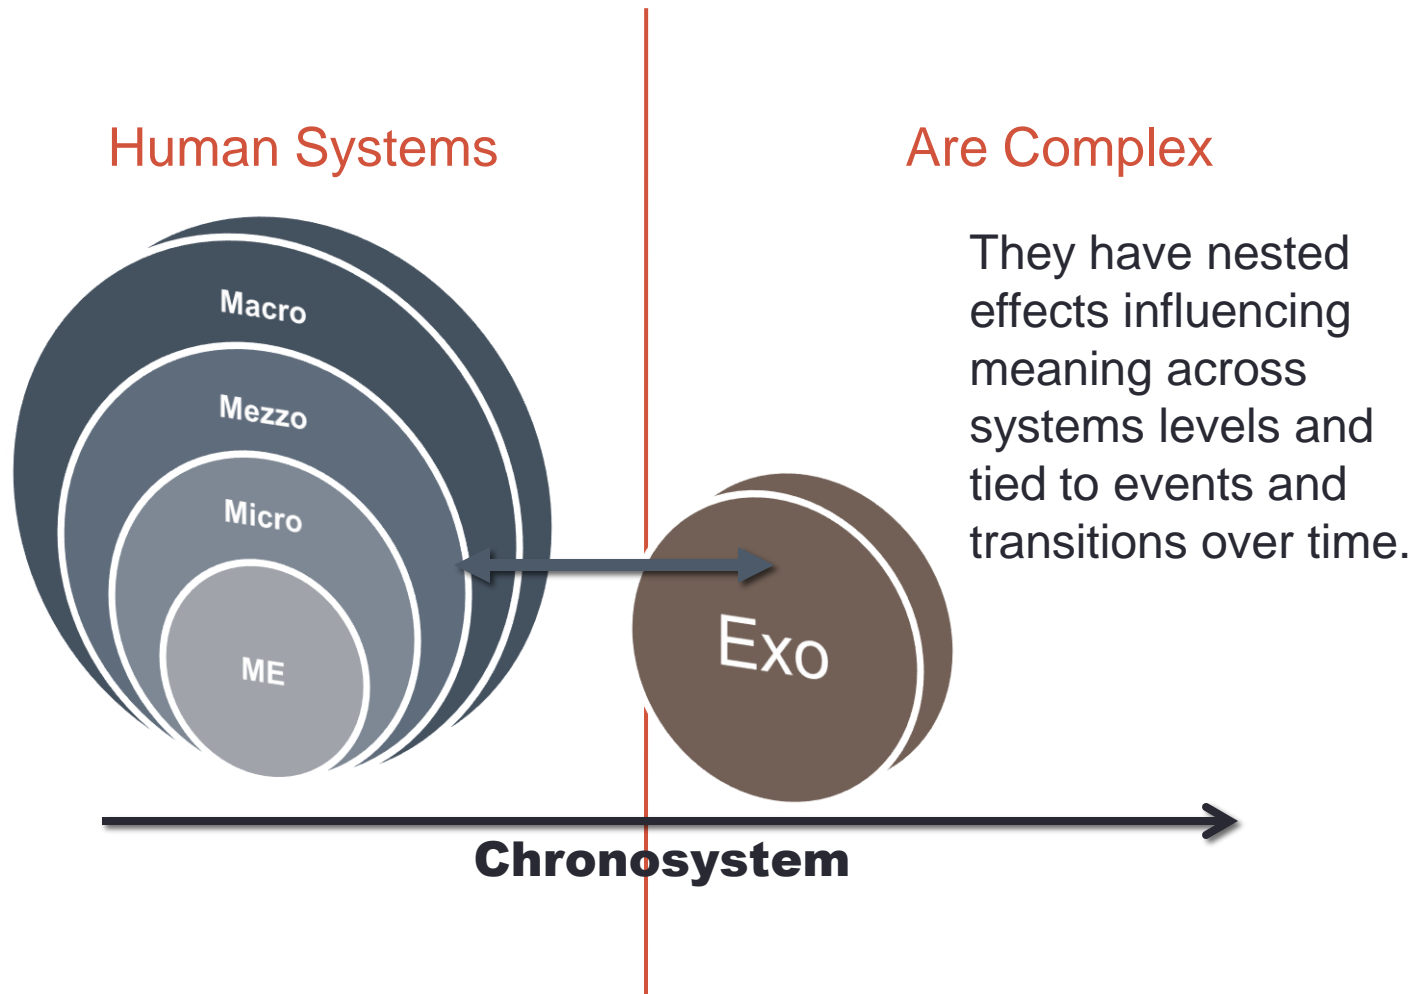 Human Systems
Are Complex
Macro
Mezzo
Micro
ME
Exo
They have nested
effects influencing
meaning across
systems levels and
tied to events and
transitions over time.
Chronosystem